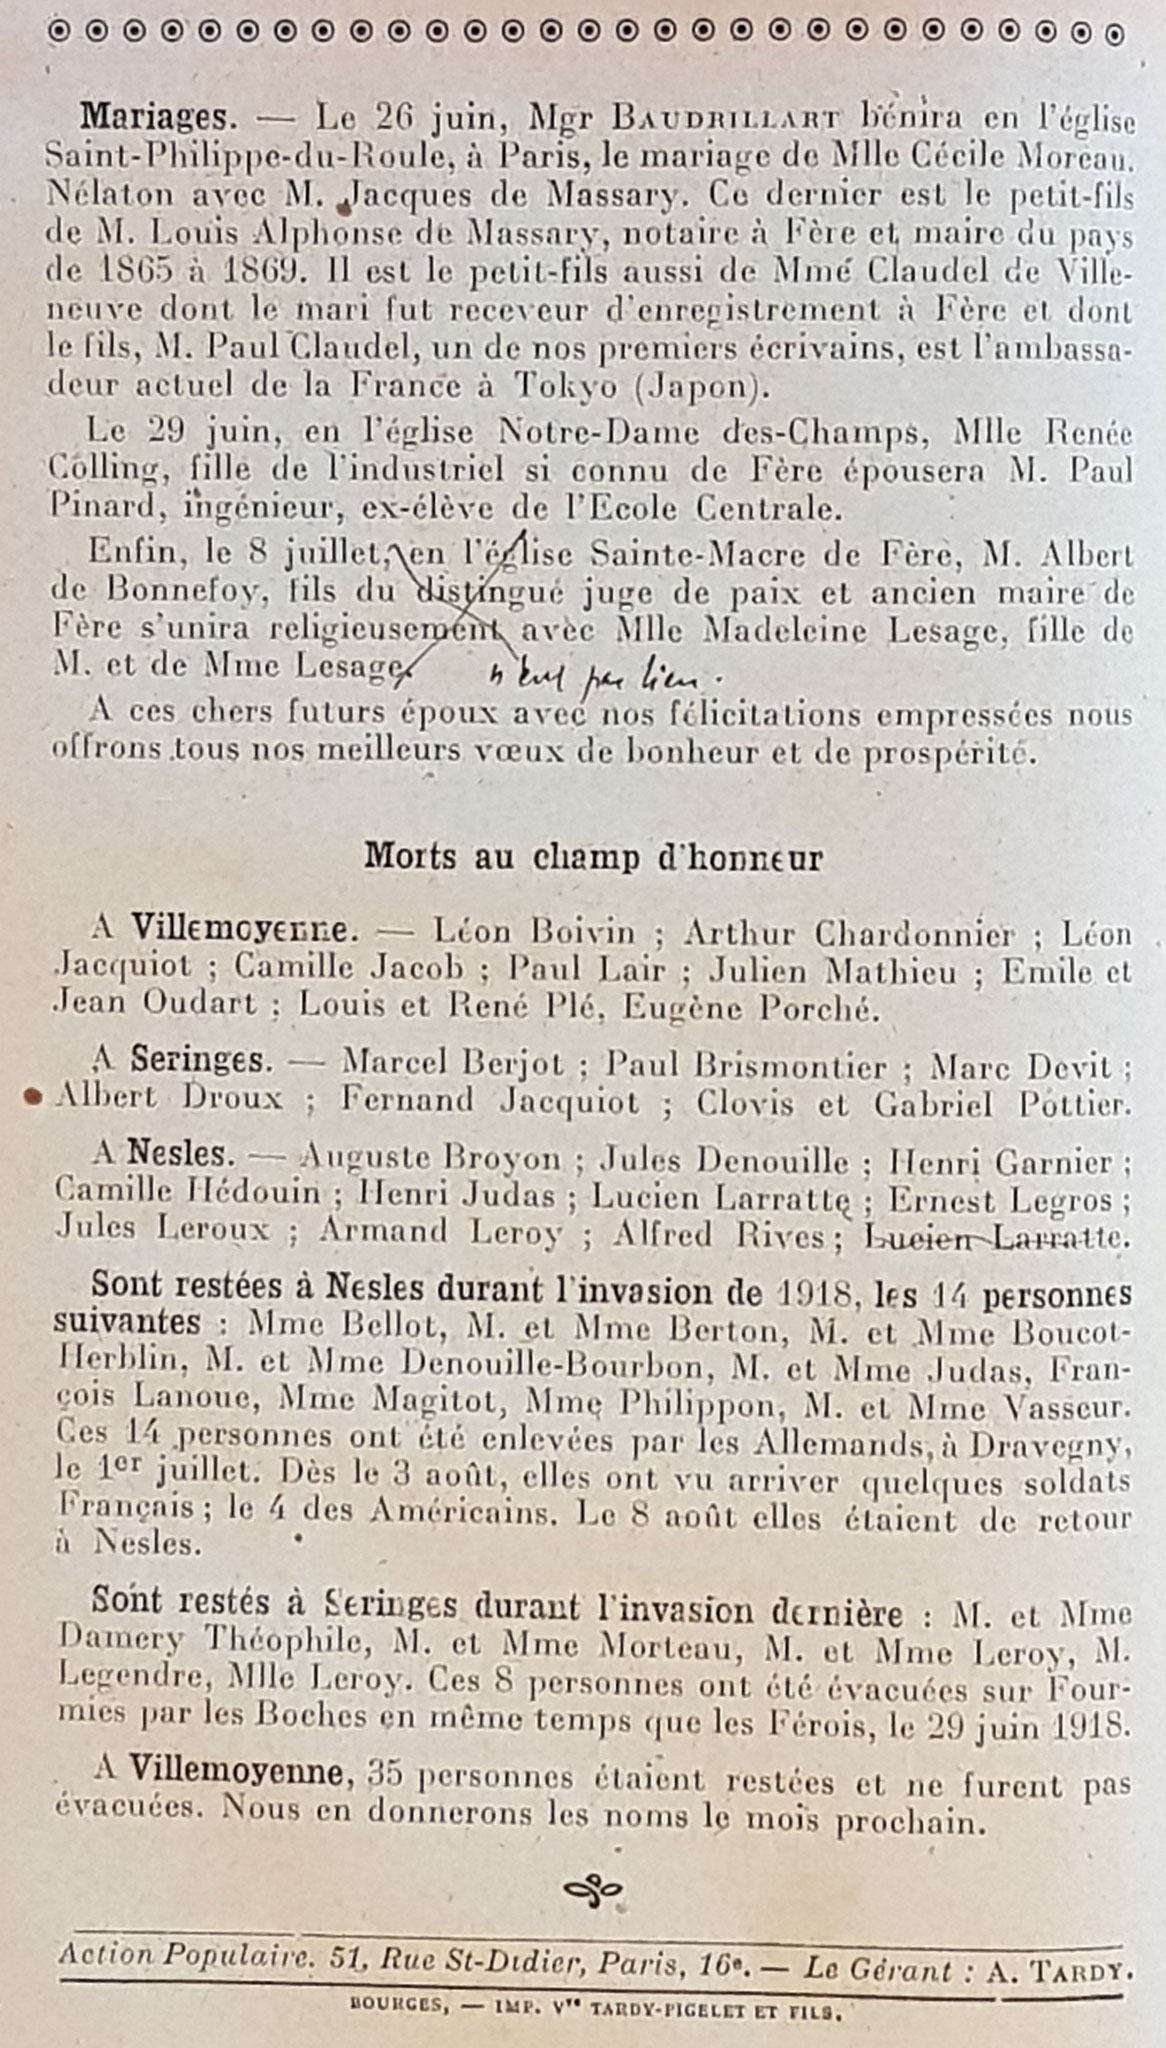 Mariages. — Le 26 juin, Mgr BAUDRILLART bénira en l'église
Saint-Philippe-du-Roule, à Paris, le mariage de Mlle Cécile Moreau.
Nélaton avec M. Jacques de Massary. Ce dernier est le petit-fils
de M. Louis Alphonse de Massary, notaire à Fère et maire du pays
de 1865 à 1869. Il est le petit-fils aussi de Mme Claudel de Ville-
neuve dont le mari fut receveur d'enregistrement à Fère et dont
le fils, M. Paul Claudel, un de nos premiers écrivains, est l'ambassa-
deur actuel de la France à Tokyo (Japon).
Le 29 juin, en l'église Notre-Dame des-Champs, Mlle Renée
Colling, fille de l'industriel si connu de Fère épousera M. Paul
Pinard, ingénieur, ex-élève de l'Ecole Centrale.
Enfin, le 8 juillet, en l'église Sainte-Macre de Fère, M. Albert
de Bonnefoy, fils du distingué juge de paix et ancien maire de
Fère s'unira religieusement avec Mlle Madeleine Lesage, fille de
M. et de Mme Lesage. n'eut pas lieu.
A ces chers futurs époux avec nos félicitations empressées nous
offrons tous nos meilleurs vœux de bonheur et de prospérité.
Morts au champ d'honneur
A Villemoyenne. — Léon Boivin ; Arthur Chardonnier ; Léon
Jacquiot ; Camille Jacob ; Paul Lair ; Julien Mathieu ; Emile et
Jean Oudart ; Louis et René Plé, Eugène Porché.
A Seringes. — Marcel Berjot ; Paul Brismontier ; Marc Devit ;
Albert Droux ; Fernand Jacquiot ; Clovis et Gabriel Pottier.
A Nesles. — Auguste Broyon ; Jules Denouille ; Henri Garnier ;
Camille Hédouin ; Henri Judas ; Lucien Larratte ; Ernest Legros ;
Jules Leroux ; Armand Leroy ; Alfred Rives ; Lucien Larratte.
Sont restées à Nesles durant l'invasion de 1918, les 14 personnes
suivantes : Mme Bellot, M. et Mme Berton, M. et Mme Boucot-
Herblin, M. et Mme Denouille-Bourbon, M. et Mme Judas, Fran-
çois Lanoue, Mme Magitot, Mme Philippon, M. et Mme Vasseur.
Ces 14 personnes ont été enlevées par les Allemands, à Dravegny,
le 1er juillet. Dès le 3 août, elles ont vu arriver quelques soldats
Français ; le 4 des Américains. Le 8 août elles étaient de retour
à Nesles.
Sont restés à Seringes durant l'invasion dernière : M. et Mme
Damery Théophile, M. et Mme Morteau, M. et Mme Leroy, M.
Legendre, Mlle Leroy. Ces 8 personnes ont été évacuées sur Four-
mies par les Boches en même temps que les Férois, le 29 juin 1918.
A Villemoyenne, 35 personnes étaient restées et ne furent pas
évacuées. Nous en donnerons les noms le mois prochain.
Action Populaire. 51, Rue St-Didier, Paris, 16e. — Le Gérant : A. TARDY.
BOURGES, — IMP. Vve TARDY-PIGELET ET FILS.